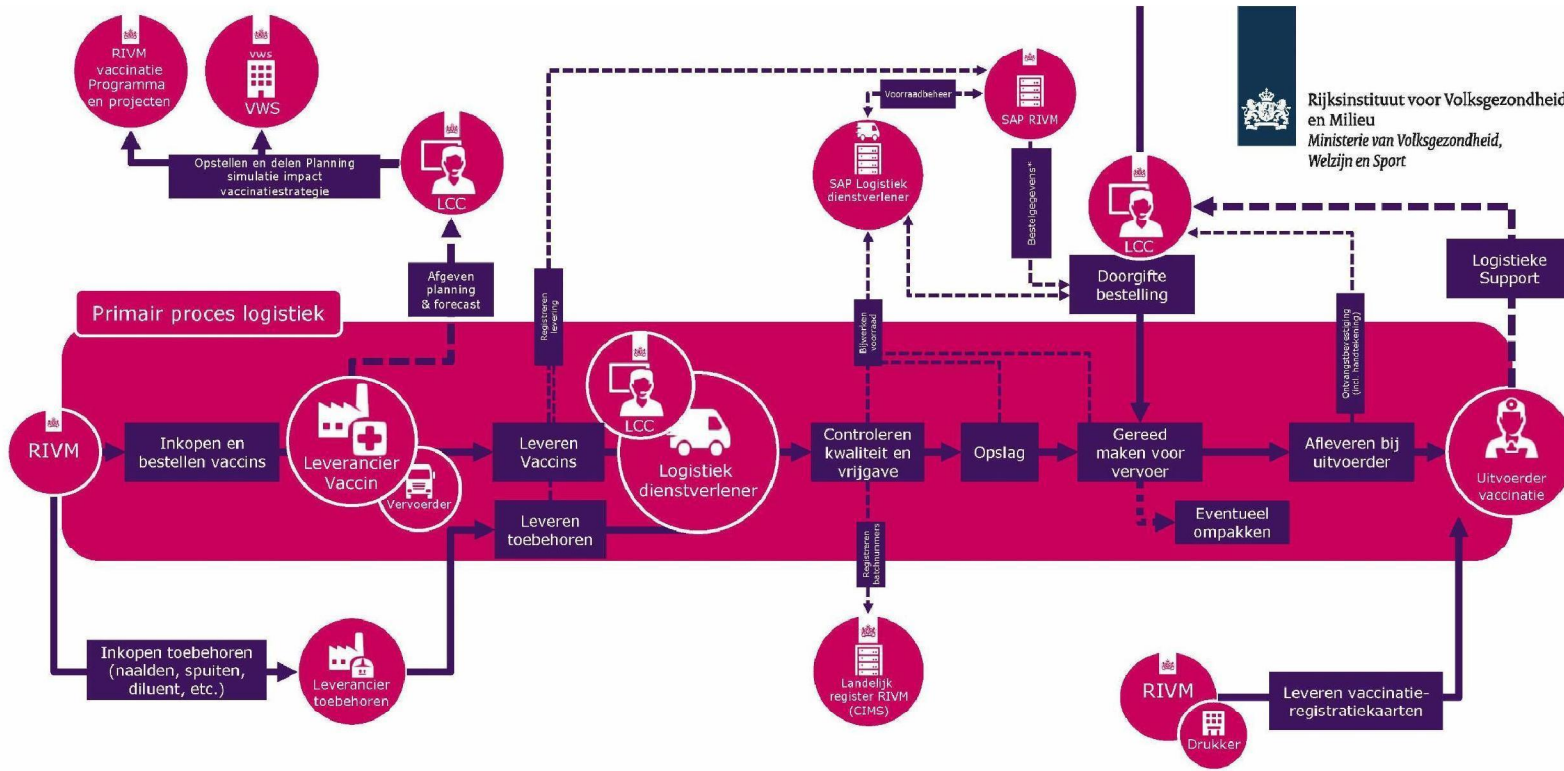 RIVM
vaccinatie
Programma
en projecten
vws
VWS
Opstellen en delen Planning
simulatie impact
vaccinatiestrategie
LCC
Afgeven
planning
& forecast
Voorraadbeheer
SAP RIVM
SAP Logistiek
dienstverlener
Bestelgegevens*
LCC
Doorgifte
bestelling
Rijksinstituut voor Volksgezondheid
en Milieu
Ministerie van Volksgezondheid,
Welzijn en Sport
Logistieke
Support
Primair proces logistiek
Registreren
levering
Bijwerken
voorraad
Ontvangstbevestiging
(incl. handtekening)
RIVM
Inkopen en
bestellen vaccins
Leverancier
Vaccin
Vervoerder
Leveren
Vaccins
LCC
Logistiek
dienstverlener
Controleren
kwaliteit en
vrijgave
Opslag
Gereed
maken voor
vervoer
Afleveren bij
uitvoerder
Uitvoerder
vaccinatie
Leveren
toebehoren
Eventueel
ompakken
Registreren
batchnummers
Inkopen toebehoren
(naalden, spuiten,
diluent, etc.)
Leverancier
toebehoren
Landelijk
register RIVM
(CIMS)
RIVM
Drukker
Leveren vaccinatie-
registratiekaarten